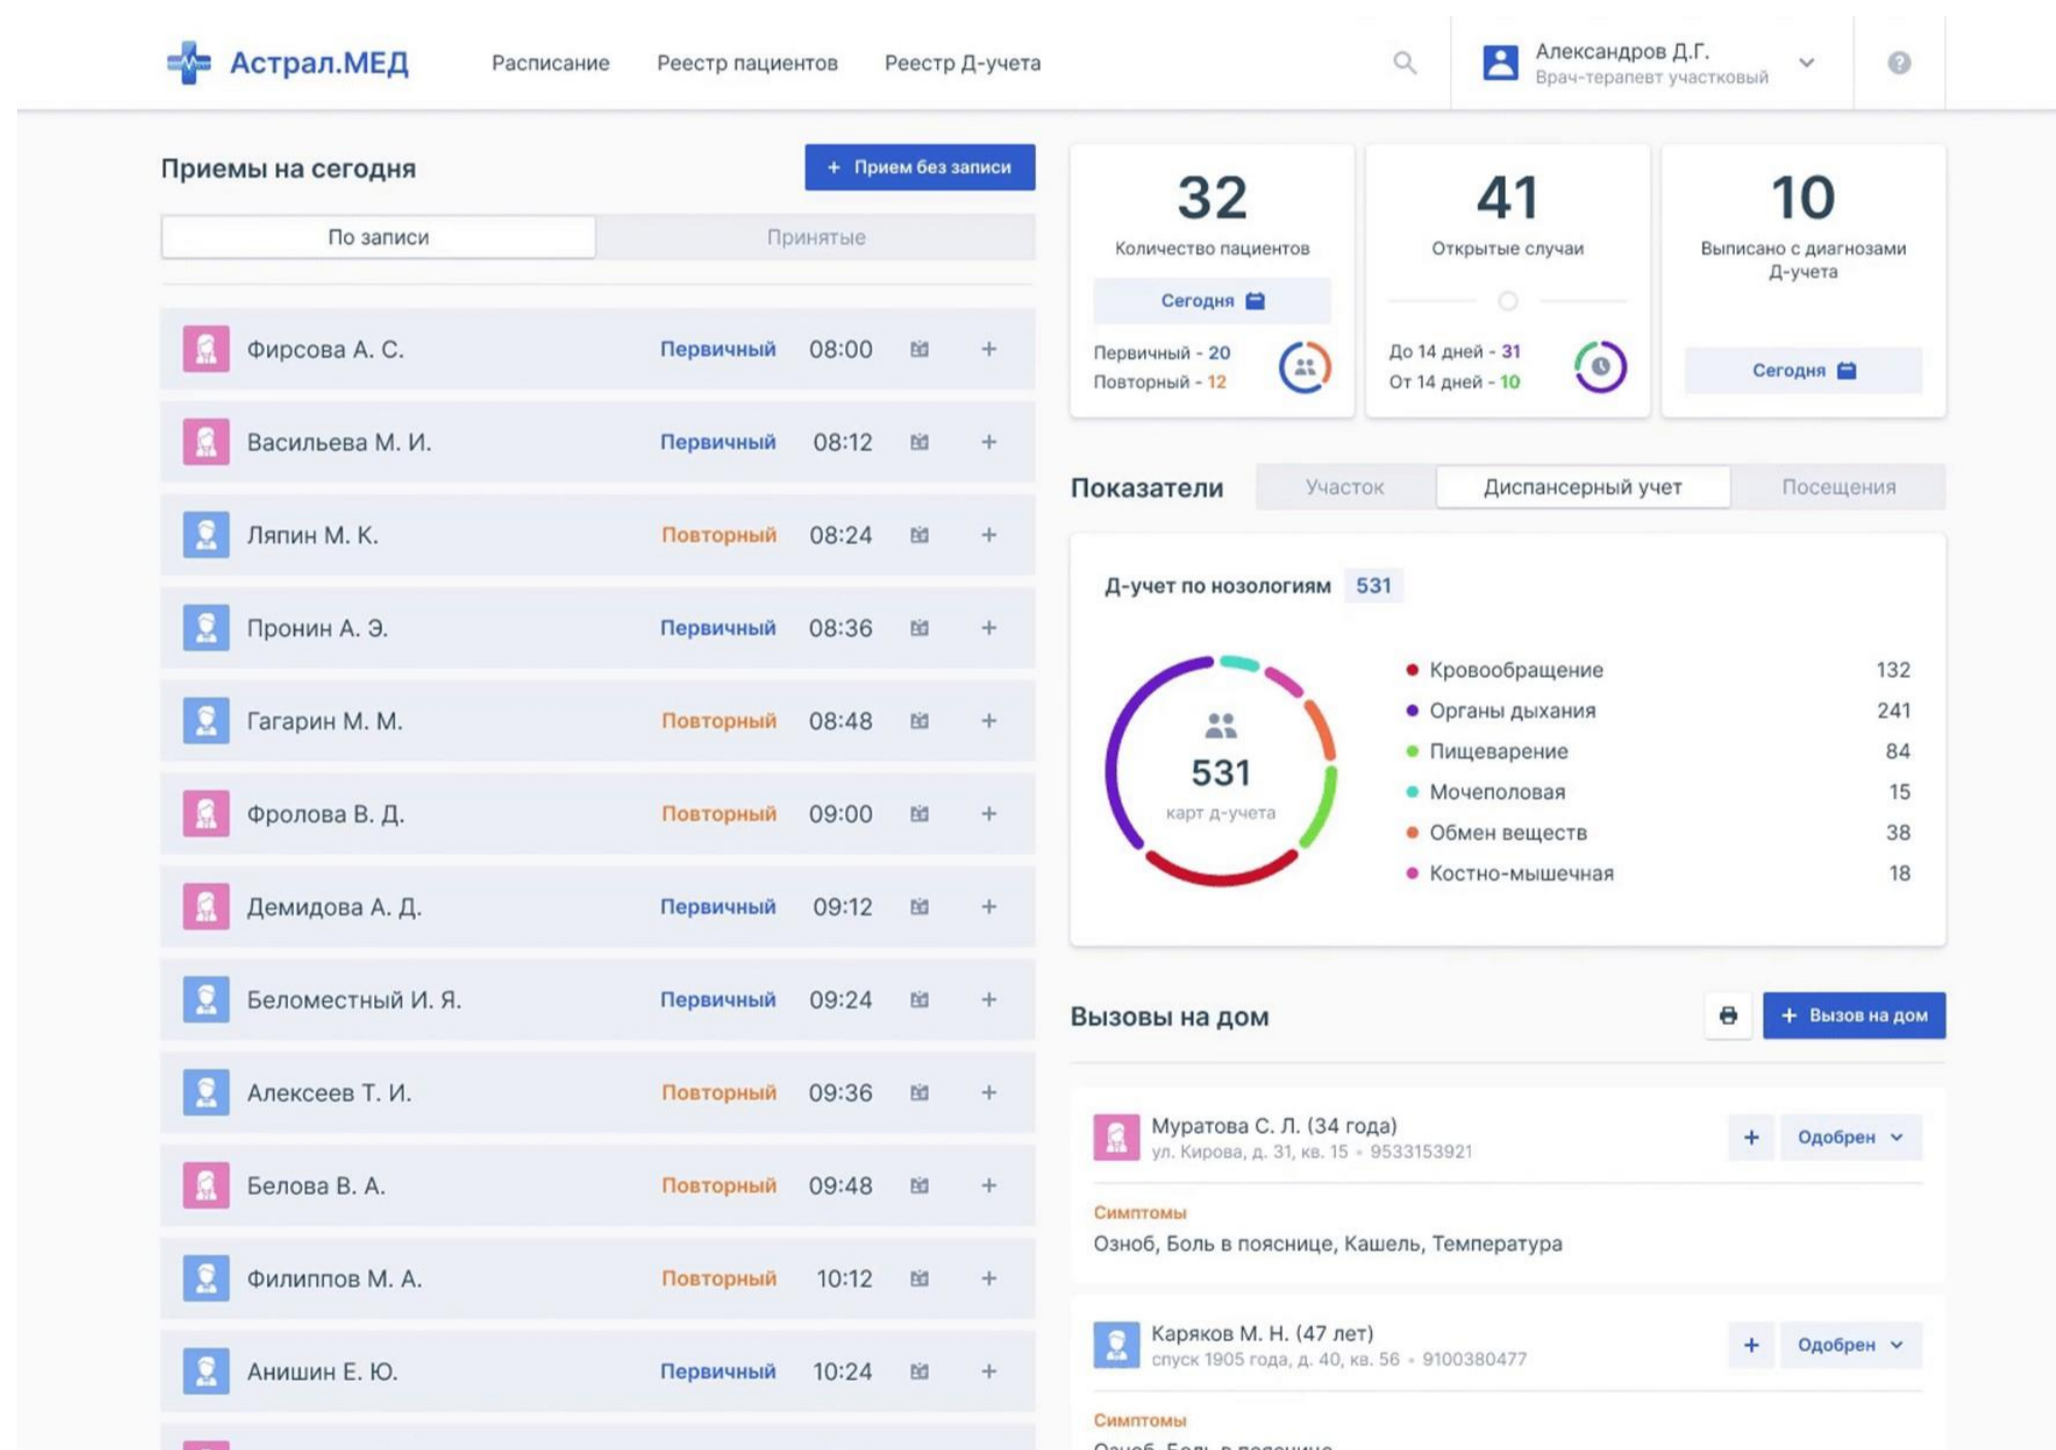 Астрал.МЕД
Расписание
Реестр пациентов
Реестр Д-учета
Александров Д.Г.
Врач-терапевт участковый
?
Приемы на сегодня
+ Прием без записи
По записи
Принятые
Фирсова А. С. Первичный 08:00 +
Васильева М. И. Первичный 08:12 +
Ляпин М. К. Повторный 08:24 +
Пронин А. Э. Первичный 08:36 +
Гагарин М. М. Повторный 08:48 +
Фролова В. Д. Повторный 09:00 +
Демидова А. Д. Первичный 09:12 +
Беломестный И. Я. Первичный 09:24 +
Алексеев Т. И. Повторный 09:36 +
Белова В. А. Повторный 09:48 +
Филиппов М. А. Повторный 10:12 +
Анишин Е. Ю. Первичный 10:24 +
32
Количество пациентов
Сегодня
Первичный - 20
Повторный - 12
41
Открытые случаи
До 14 дней - 31
От 14 дней - 10
10
Выписано с диагнозами
Д-учета
Сегодня
Показатели
Участок
Диспансерный учет
Посещения
Д-учет по нозологиям 531
531
карт д-учета
Кровообращение 132
Органы дыхания 241
Пищеварение 84
Мочеполовая 15
Обмен веществ 38
Костно-мышечная 18
Вызовы на дом
+ Вызов на дом
Муратова С. Л. (34 года)
ул. Кирова, д. 31, кв. 15 • 9533153921
+ Одобрен
Симптомы
Озноб, Боль в пояснице, Кашель, Температура
Каряков М. Н. (47 лет)
спуск 1905 года, д. 40, кв. 56 • 9100380477
+ Одобрен
Симптомы
Озноб, Боль в пояснице